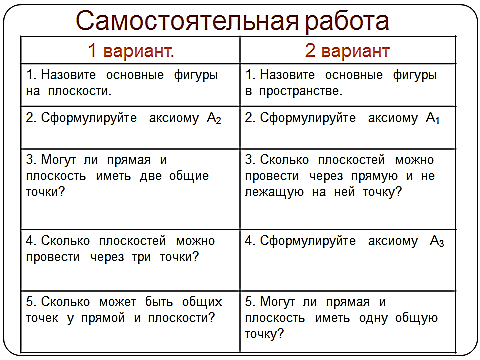 Самостоятельная работа
1 вариант.
2 вариант
1. Назовите основные фигуры
на плоскости.
1. Назовите основные фигуры
в пространстве.
2. Сформулируйте аксиому А2
2. Сформулируйте аксиому А1
3. Могут ли прямая и
плоскость иметь две общие
точки?
3. Сколько плоскостей можно
провести через прямую и не
лежащую на ней точку?
4. Сколько плоскостей можно
провести через три точки?
4. Сформулируйте аксиому А3
5. Сколько может быть общих
точек у прямой и плоскости?
5. Могут ли прямая и
плоскость иметь одну общую
точку?